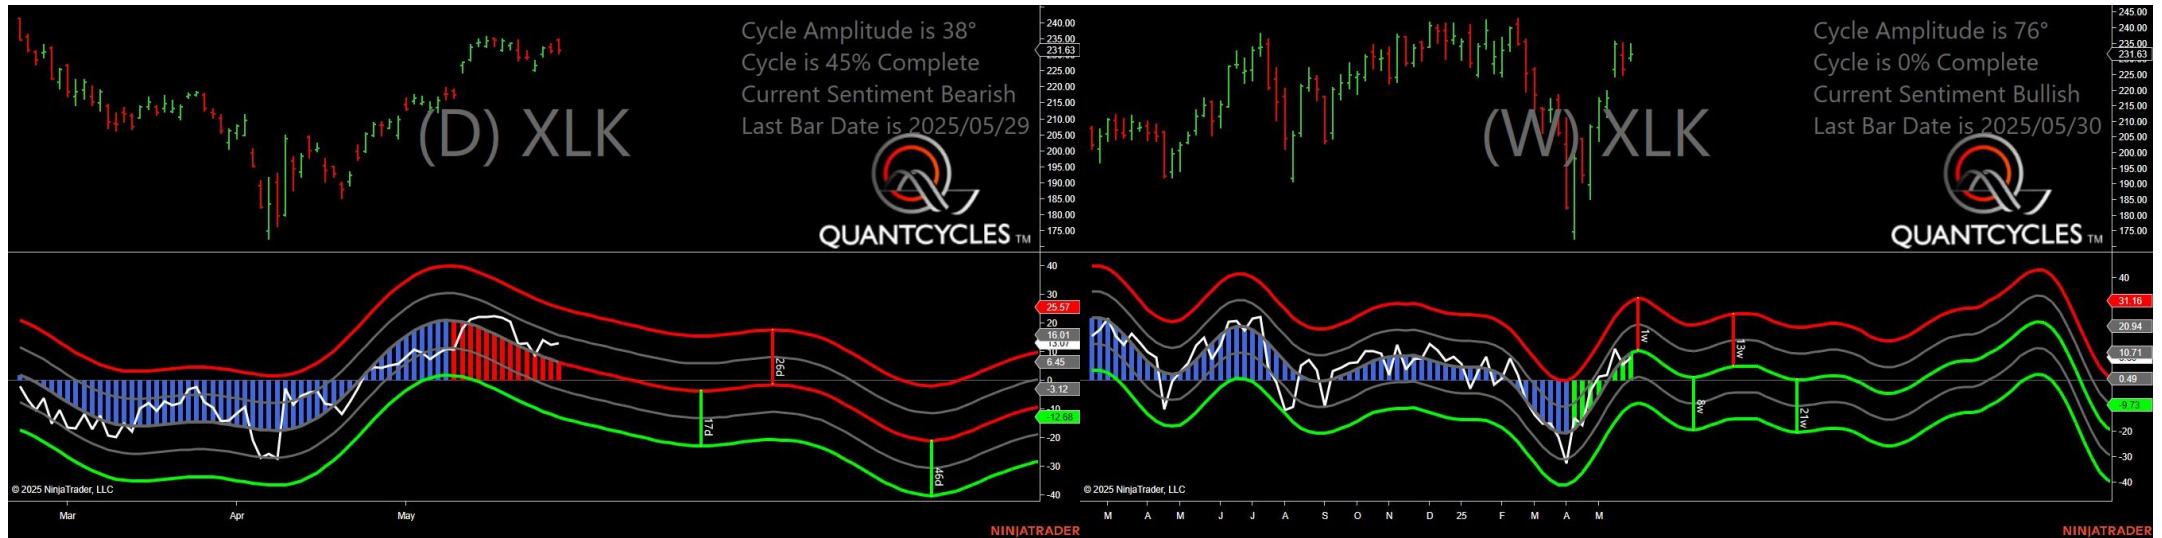 Cycle Amplitude is 38°
Cycle is 45% Complete
Current Sentiment Bearish
Last Bar Date is 2025/05/29
(D) XLK
QUANTCYCLES TM
240.00
235.00
231.63
225.00
220.00
215.00
210.00
205.00
200.00
195.00
190.00
185.00
180.00
175.00
40
30
25.57
20
16.01
13.07
10
6.45
0
-3.12
-10
-12.68
-20
-30
-40
26d
17d
46d
© 2025 NinjaTrader, LLC
Mar Apr May
NINJATRADER
Cycle Amplitude is 76°
Cycle is 0% Complete
Current Sentiment Bullish
Last Bar Date is 2025/05/30
(W) XLK
QUANTCYCLES TM
245.00
240.00
235.00
231.63
225.00
220.00
215.00
210.00
205.00
200.00
195.00
190.00
185.00
180.00
175.00
40
31.16
20.94
10.71
0.49
-9.73
-20
-30
-40
1w
13w
8w
21w
© 2025 NinjaTrader, LLC
M A M J J A S O N D 25 F M A M
NINJATRADER